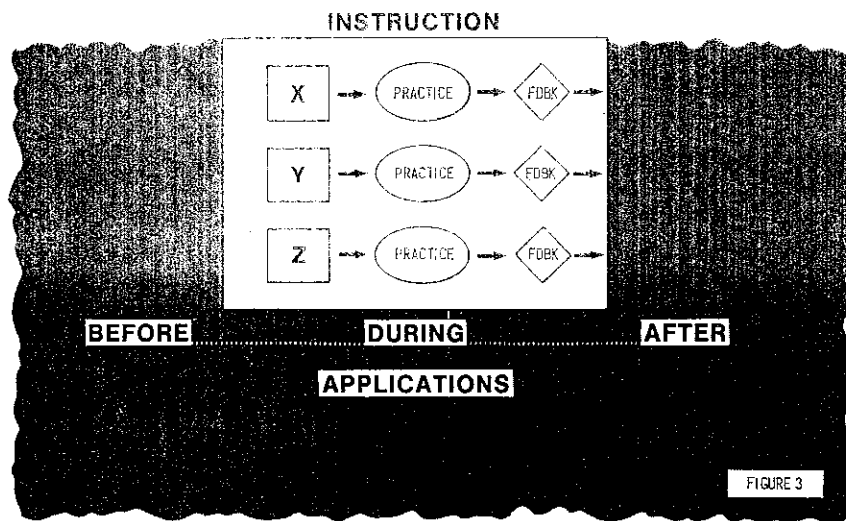 INSTRUCTION
X PRACTICE FDBK
Y PRACTICE FDBK
Z PRACTICE FDBK
BEFORE DURING AFTER
APPLICATIONS
FIGURE 3